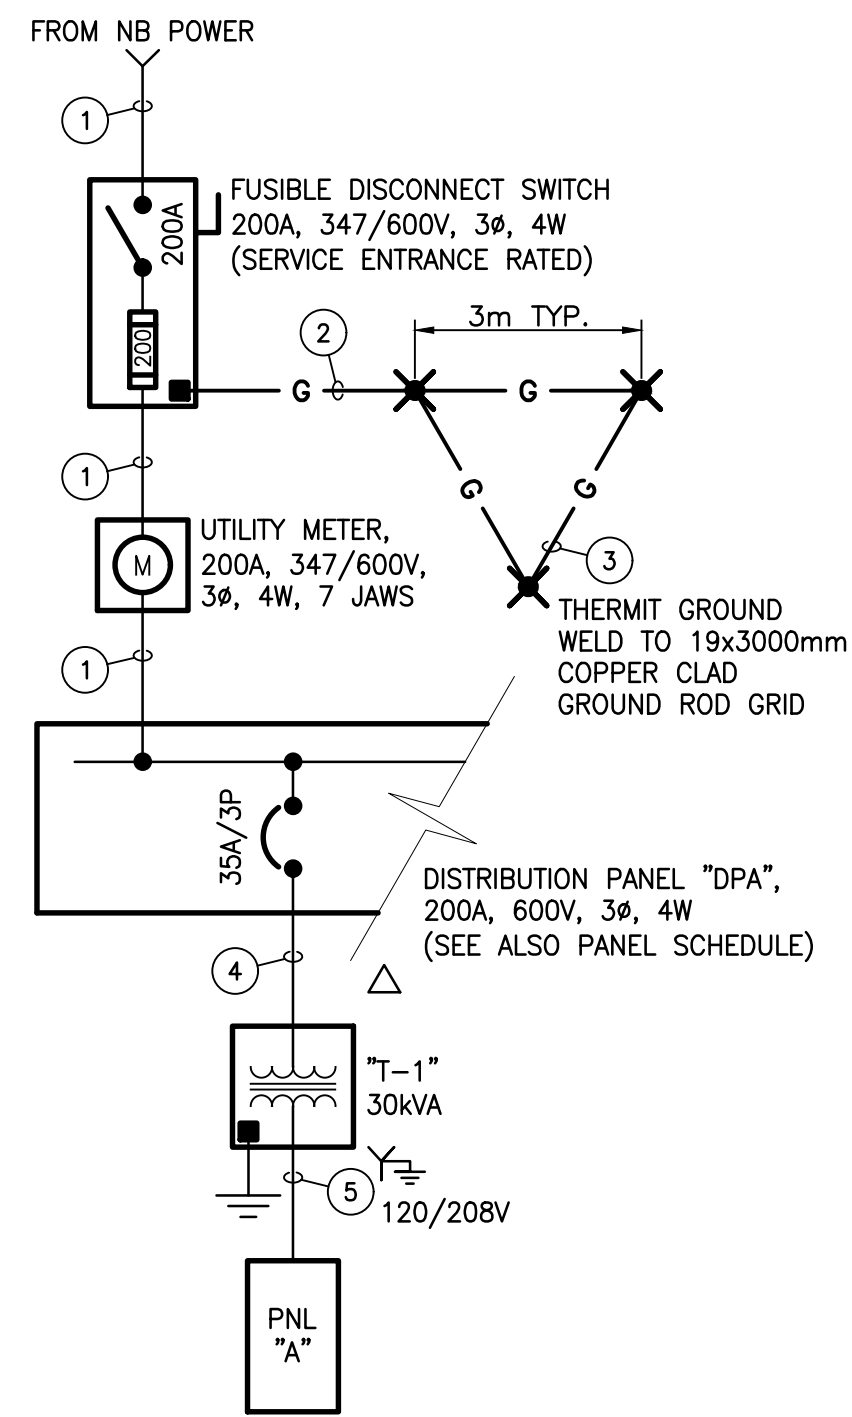 FROM NB POWER
1
FUSIBLE DISCONNECT SWITCH
200A, 347/600V, 3ø, 4W
(SERVICE ENTRANCE RATED)
200A
200
2
3m TYP.
G
G
G
G
1
UTILITY METER,
200A, 347/600V,
3ø, 4W, 7 JAWS
M
3
THERMIT GROUND
WELD TO 19x3000mm
COPPER CLAD
GROUND ROD GRID
1
35A/3P
DISTRIBUTION PANEL "DPA",
200A, 600V, 3ø, 4W
(SEE ALSO PANEL SCHEDULE)
4
"T-1"
30kVA
5
120/208V
PNL
"A"